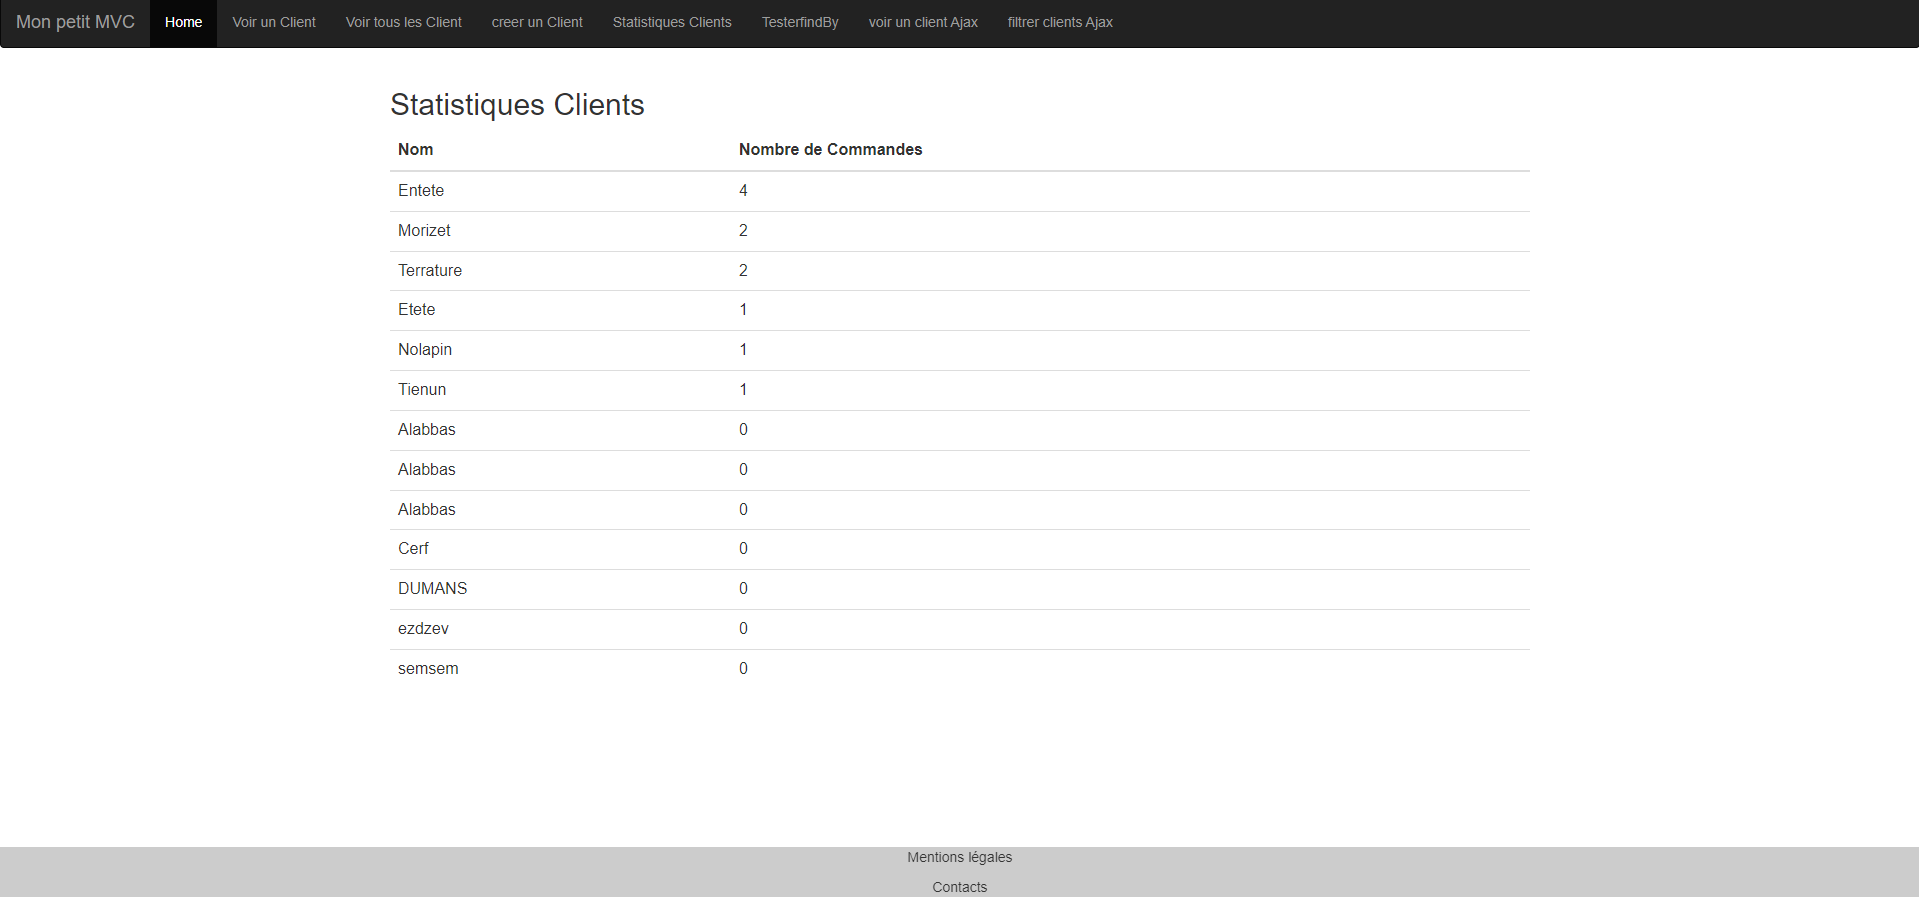 Mon petit MVC Home Voir un Client Voir tous les Client creer un Client Statistiques Clients TesterfindBy voir un client Ajax filtrer clients Ajax
Statistiques Clients
Nom Nombre de Commandes
Entete 4
Morizet 2
Terrature 2
Etete 1
Nolapin 1
Tienun 1
Alabbas 0
Alabbas 0
Alabbas 0
Cerf 0
DUMANS 0
ezdzev 0
semsem 0
Mentions légales
Contacts